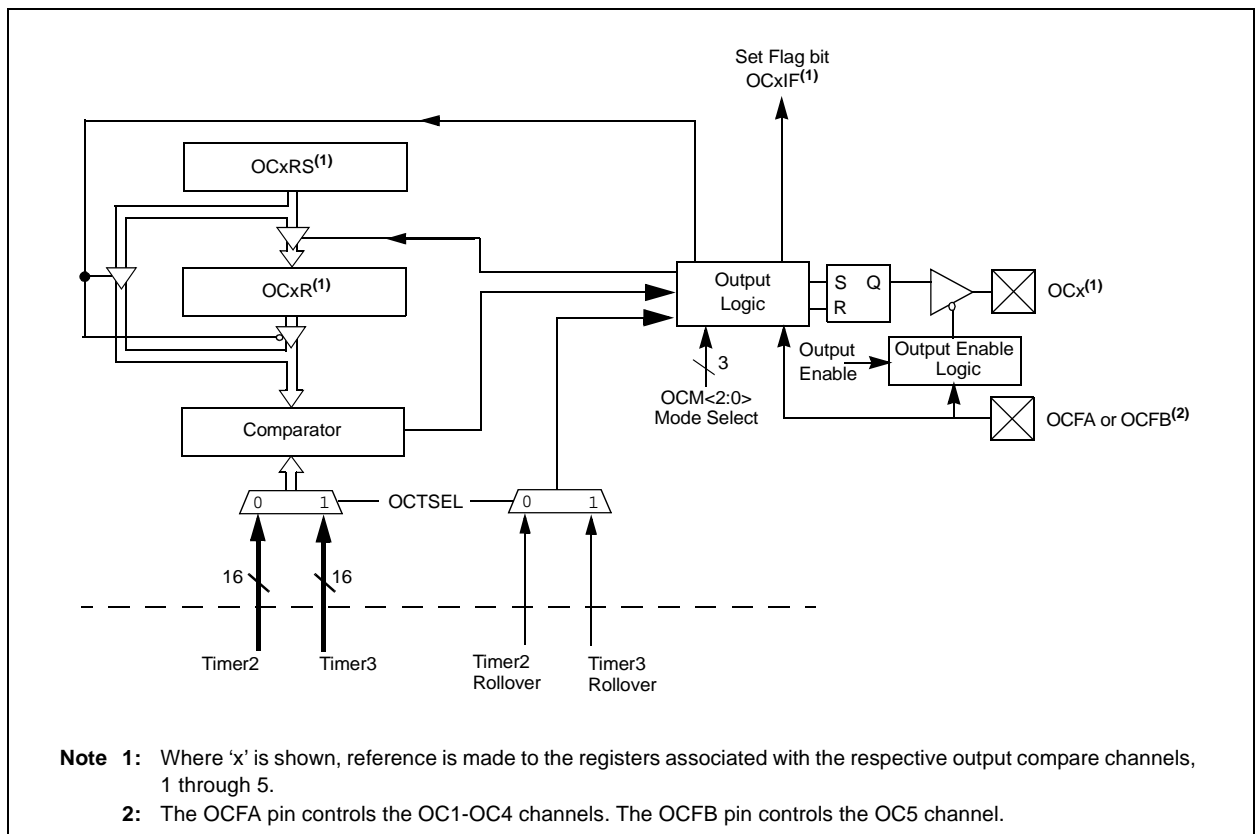 Set Flag bit
OCxIF(1)
OCxRS(1)
OCxR(1)
Output
Logic
S Q
R
OCx(1)
Output
Enable
Output Enable
Logic
3
OCM<2:0>
Mode Select
OCFA or OCFB(2)
Comparator
0 1
OCTSEL
0 1
16
16
Timer2
Timer3
Timer2
Rollover
Timer3
Rollover
Note 1: Where ‘x’ is shown, reference is made to the registers associated with the respective output compare channels,
1 through 5.
2: The OCFA pin controls the OC1-OC4 channels. The OCFB pin controls the OC5 channel.